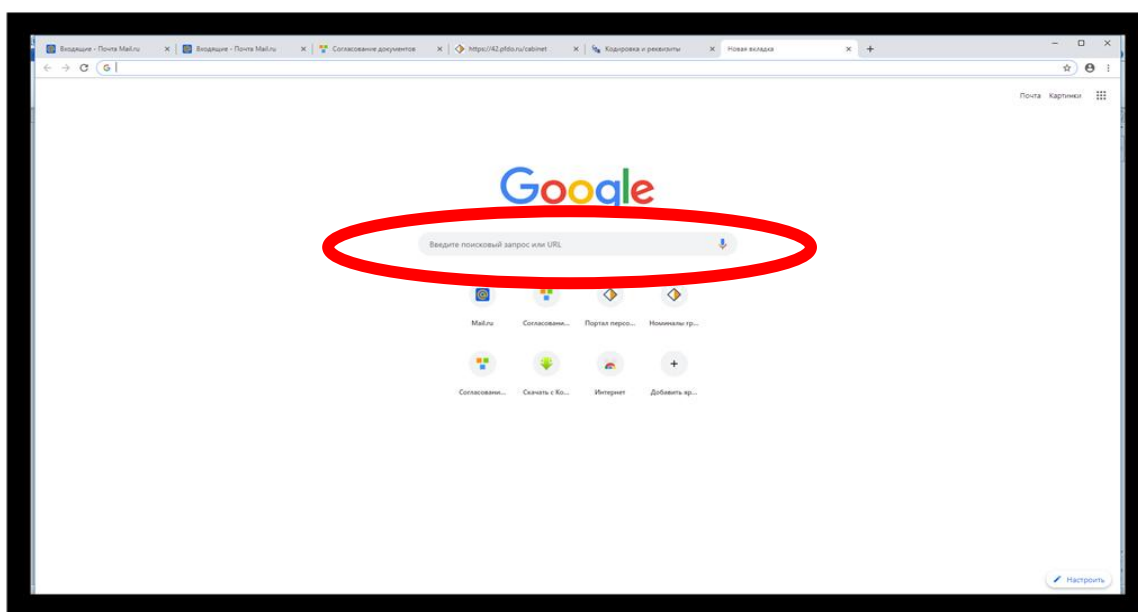 Входящие - Почта Mail.ru
Входящие - Почта Mail.ru
Согласование документов
https://42.pfdo.ru/cabinet
Кодировка и реквизиты
Новая вкладка
Почта Картинки
Google
Введите поисковый запрос или URL
Mail.ru Согласовани... Портал персо... Номиналы гр...
Согласовани... Скачать с Ко... Интернет Добавить яр...
Настроить